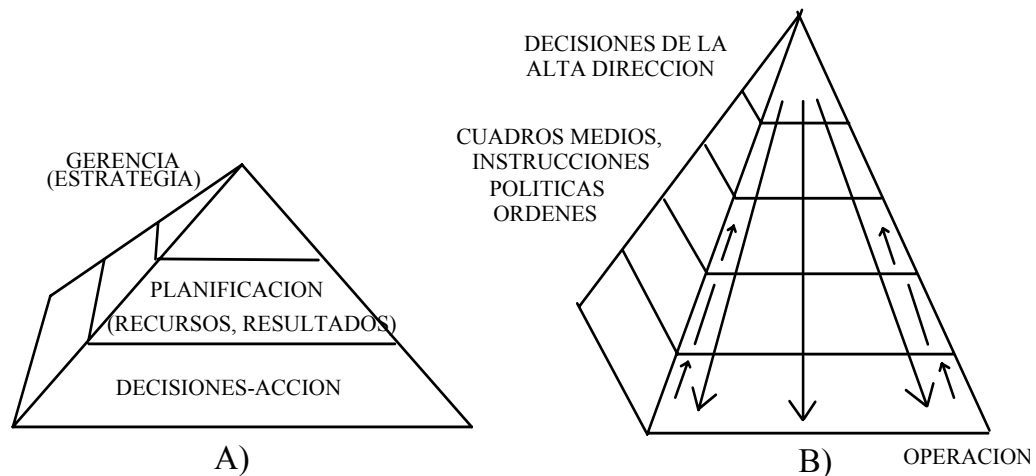 GERENCIA
(ESTRATEGIA)
PLANIFICACION
(RECURSOS, RESULTADOS)
DECISIONES-ACCION
A)
DECISIONES DE LA
ALTA DIRECCION
CUADROS MEDIOS,
INSTRUCCIONES
POLITICAS
ORDENES
B)
OPERACION